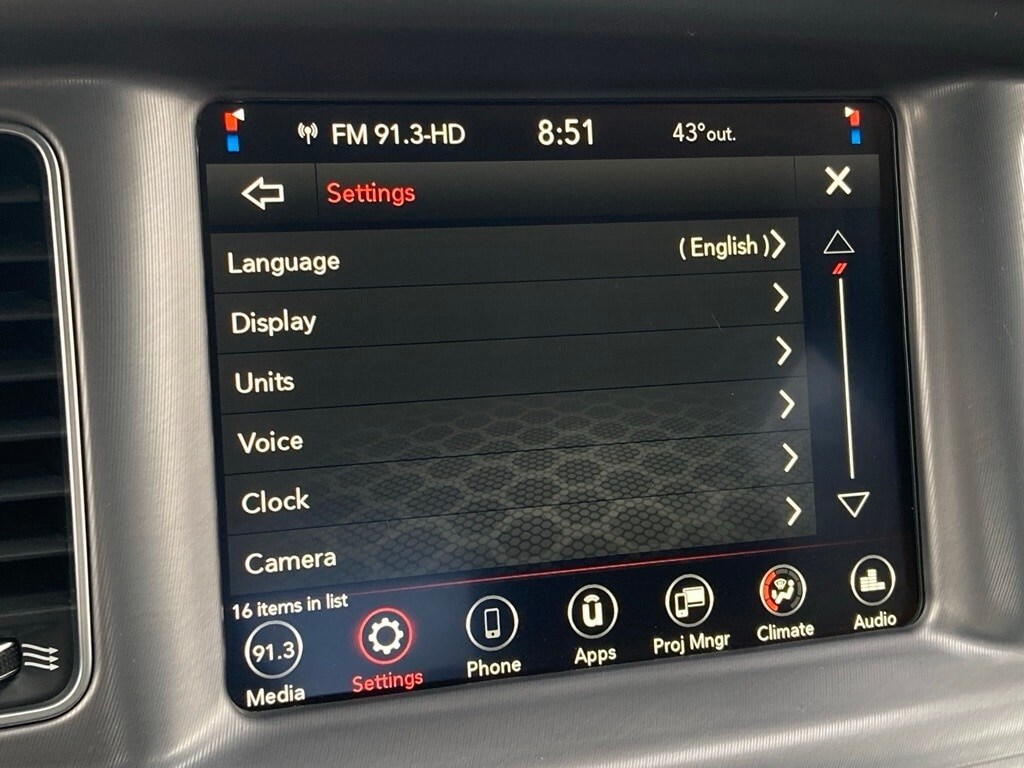 FM 91.3-HD 8:51 43°out.
Settings
Language (English)
Display
Units
Voice
Clock
Camera
16 items in list
91.3
Media Settings Phone Apps Proj Mngr Climate Audio